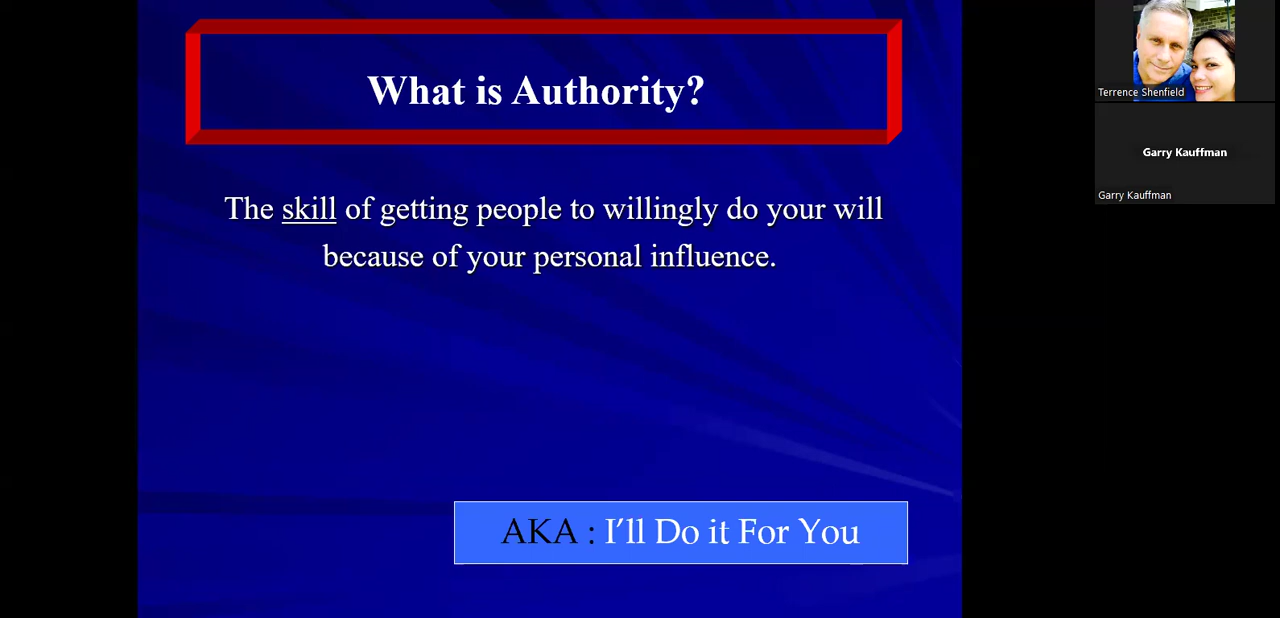 What is Authority?
The skill of getting people to willingly do your will
because of your personal influence.
AKA : I’ll Do it For You
Terrence Shenfield
Garry Kauffman
Garry Kauffman